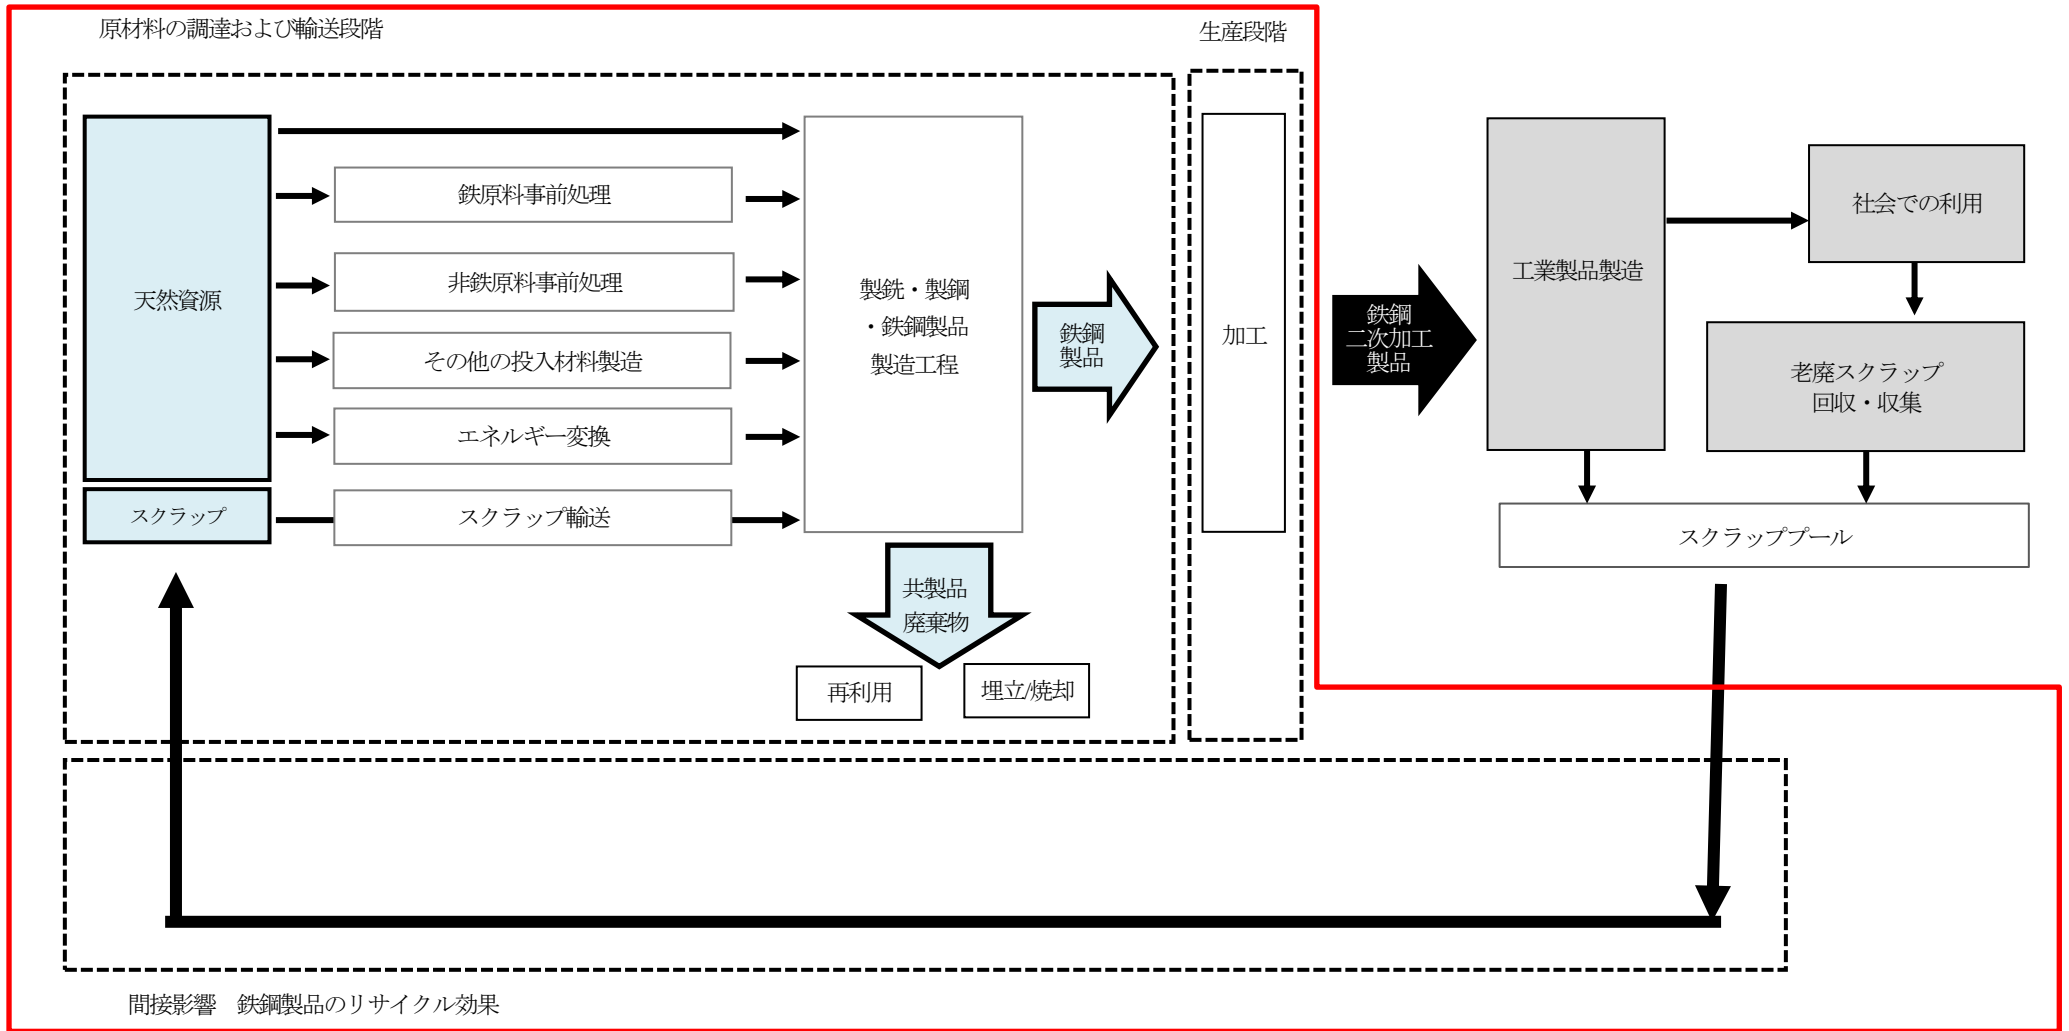 原材料の調達および輸送段階
生産段階
天然資源
鉄原料事前処理
非鉄原料事前処理
その他の投入材料製造
エネルギー変換
スクラップ
スクラップ輸送
製銑・製鋼
・鉄鋼製品
製造工程
鉄鋼
製品
共製品
廃棄物
再利用
埋立/焼却
加工
鉄鋼
二次加工
製品
工業製品製造
社会での利用
老廃スクラップ
回収・収集
スクラッププール
間接影響　鉄鋼製品のリサイクル効果